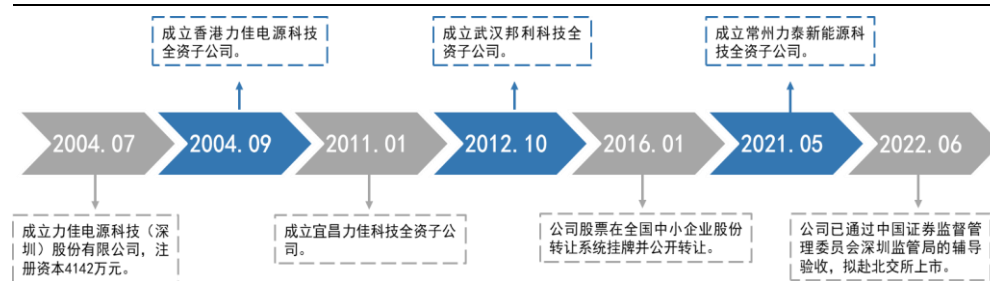 成立香港力佳电源科技
全资子公司。
成立武汉邦利科技全
资子公司。
成立常州力泰新能源科
技全资子公司。
2004.07
2004.09
2011.01
2012.10
2016.01
2021.05
2022.06
成立力佳电源科技（深
圳）股份有限公司，注
册资本4142万元。
成立宜昌力佳科技全资子公
司。
公司股票在全国中小企业股份
转让系统挂牌并公开转让。
公司已通过中国证券监督管
理委员会深圳监管局的辅导
验收，拟赴北交所上市。